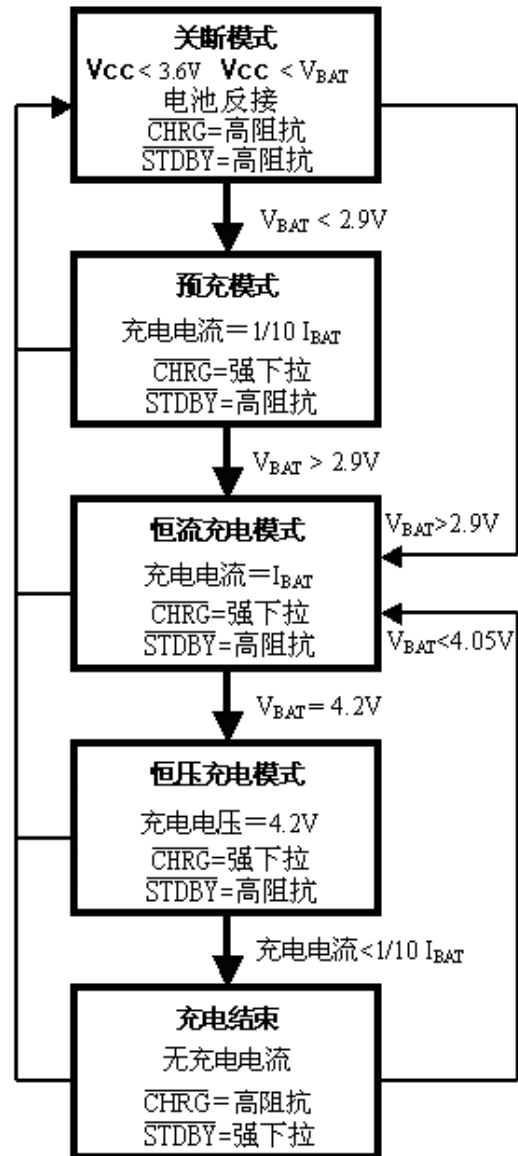 关断模式
Vcc < 3.6V Vcc < VBAT
电池反接
CHRG=高阻抗
STDBY=高阻抗
VBAT < 2.9V
预充模式
充电电流=1/10 IBAT
CHRG=强下拉
STDBY=高阻抗
VBAT > 2.9V
恒流充电模式
充电电流=IBAT
CHRG=强下拉
STDBY=高阻抗
VBAT>2.9V
VBAT<4.05V
VBAT= 4.2V
恒压充电模式
充电电压=4.2V
CHRG=强下拉
STDBY=高阻抗
充电电流<1/10 IBAT
充电结束
无充电电流
CHRG=高阻抗
STDBY=强下拉